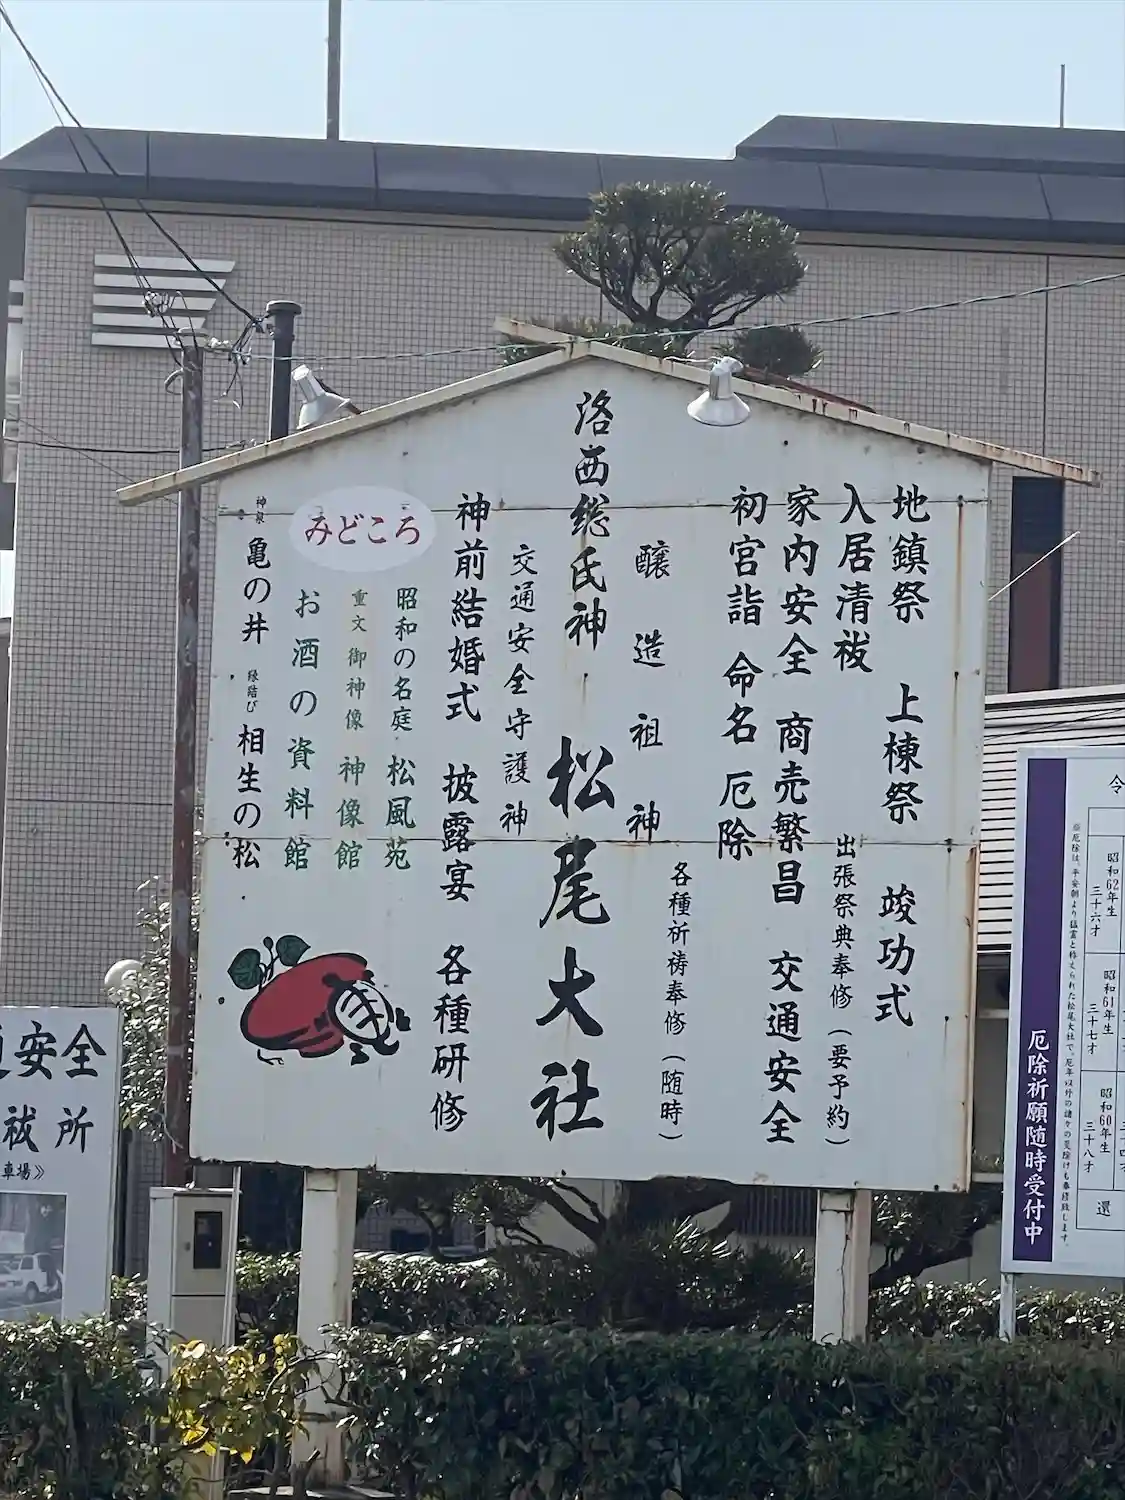 地鎮祭 上棟祭 竣功式
入居清祓
出張祭典奉修(要予約)
家内安全 商売繁昌 交通安全
初宮詣 命名 厄除
各種祈祷奉修(随時)
醸造祖神
洛西総氏神
松尾大社
交通安全守護神
神前結婚式 披露宴 各種研修
みどころ
昭和の名庭 松風苑
重文御神像 神像館
お酒の資料館
神泉 亀の井
縁結び 相生の松
安全
祓所
車場》
令
昭和62年生
三十六才
昭和61年生
三十七才
昭和60年生
三十八才
還
厄除祈願随時受付中